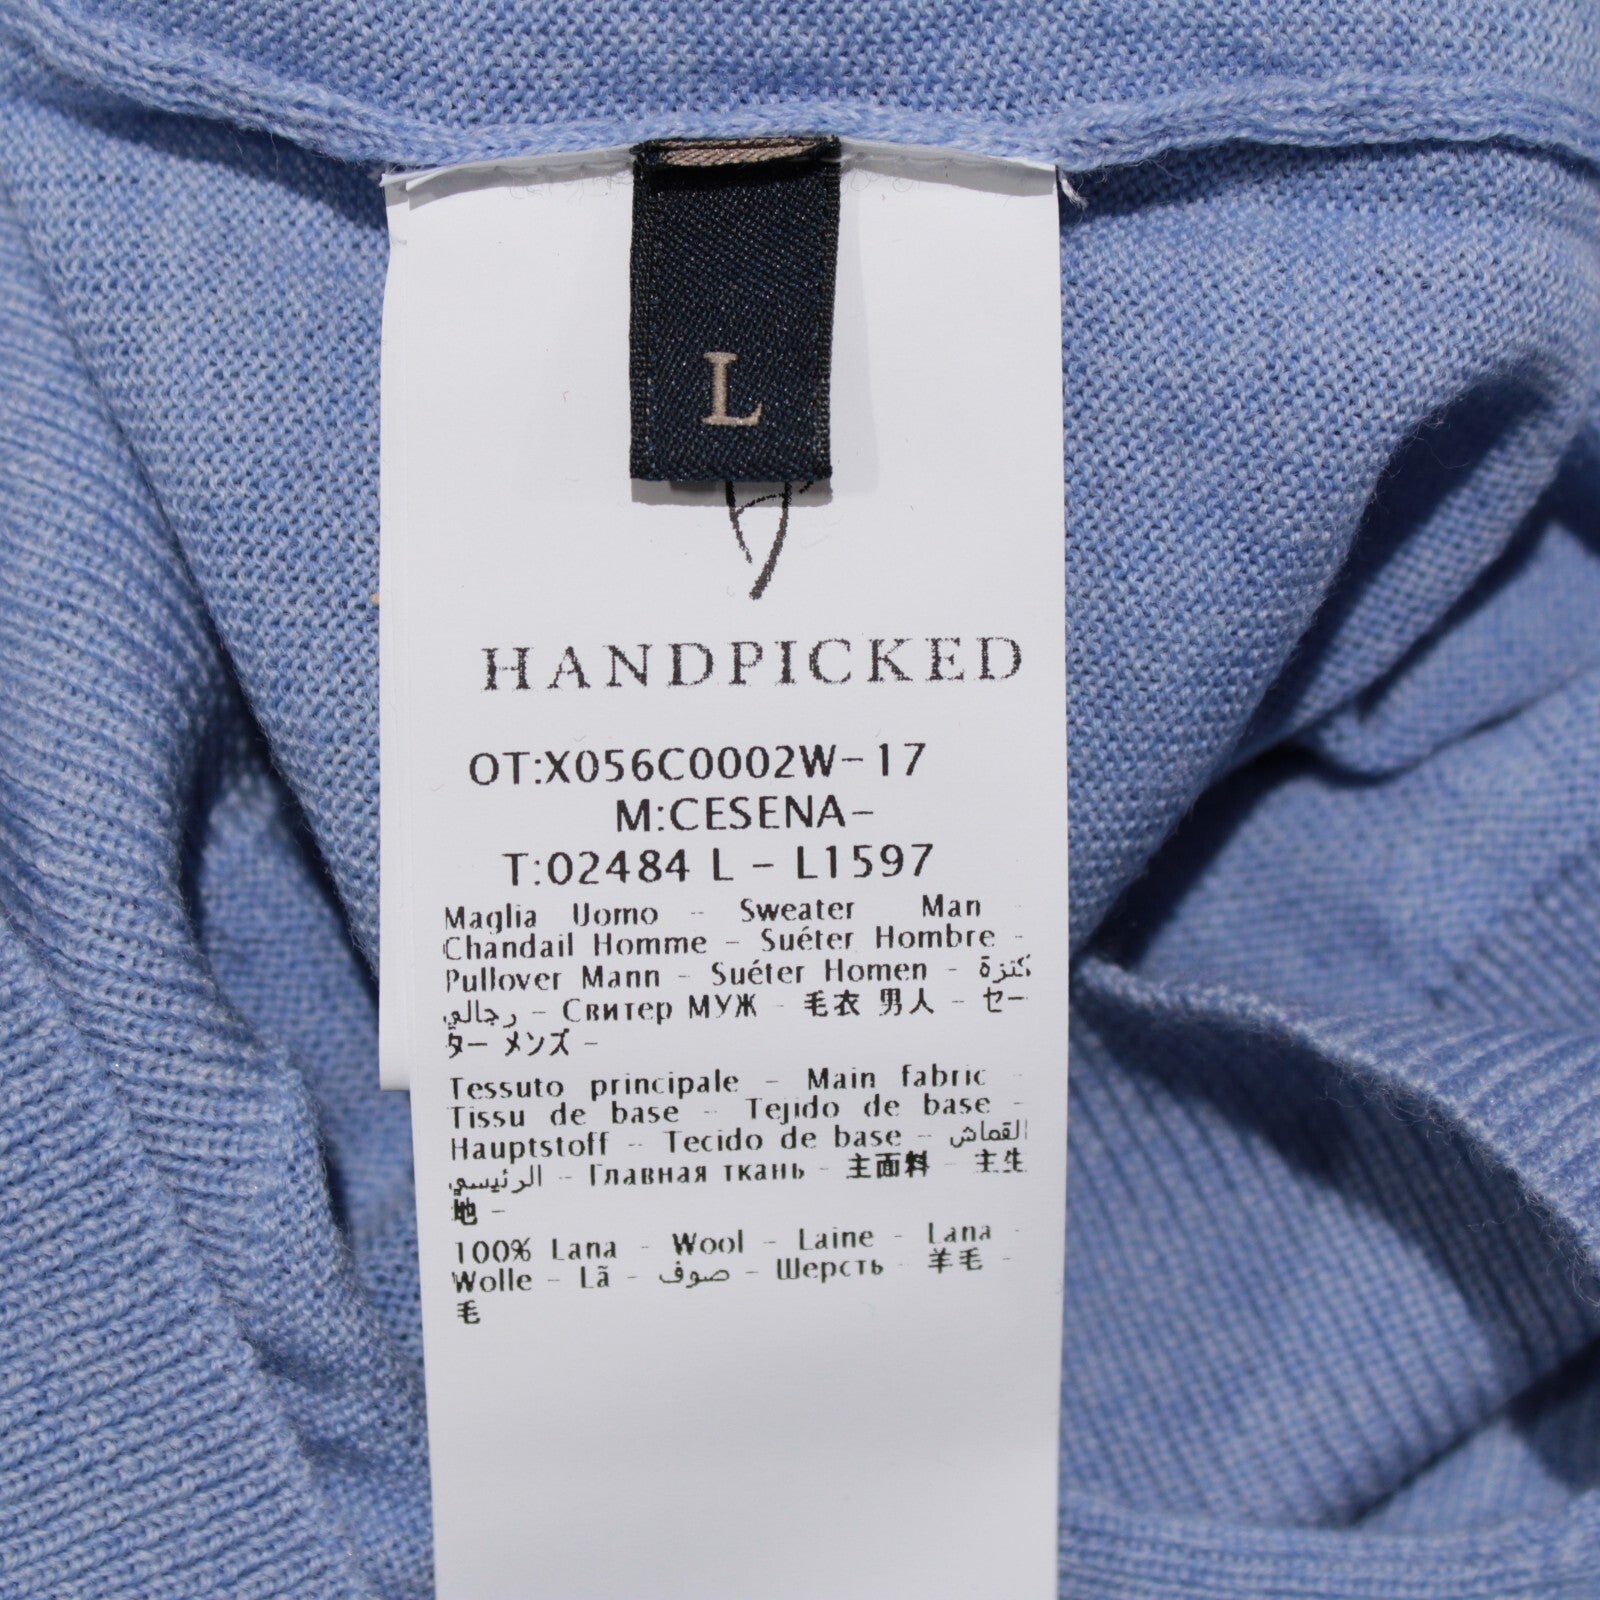 L
HANDPICKED
OT:X056C0002W-17
M:CESENA-
T:02484 L - L1597
Maglia Uomo - Sweater Man -
Chandail Homme - Suéter Hombre -
Pullover Mann - Suéter Homen - كنزة
رجالي - Свитер МУЖ - 毛衣 男人 - セー
ター メンズ -
Tessuto principale - Main fabric -
Tissu de base - Tejido de base -
Hauptstoff - Tecido de base - القماش
الرئيسي - Главная ткань - 主面料 - 主生
地 -
100% Lana - Wool - Laine - Lana -
Wolle - Lã - صوف - Шерсть - 羊毛 -
毛